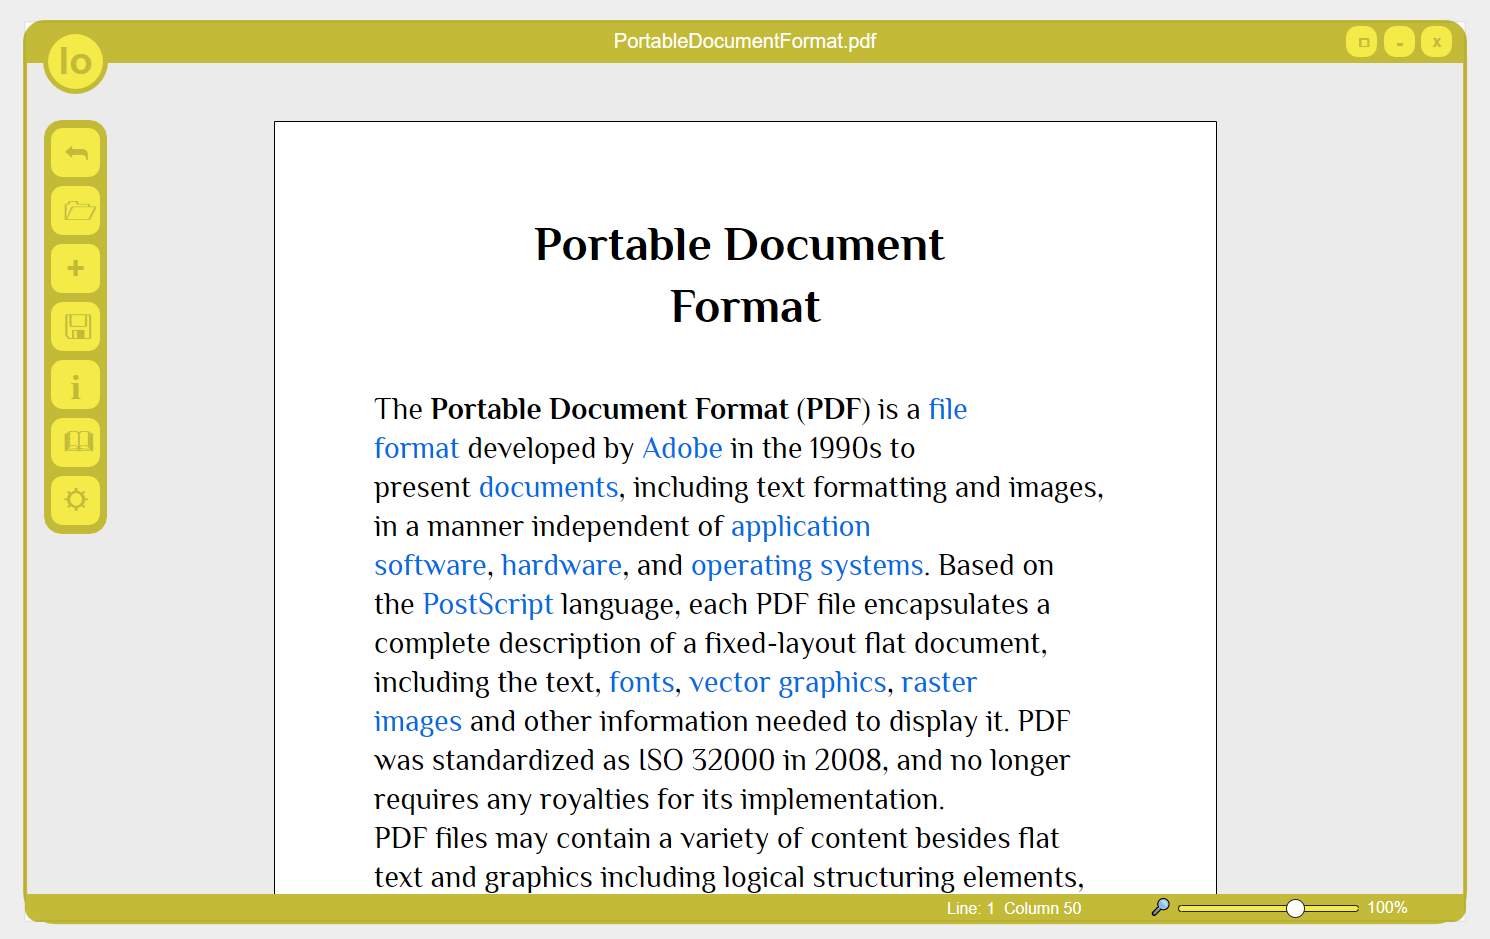 PortableDocumentFormat.pdf
lo
Portable Document
Format
The Portable Document Format (PDF) is a file
format developed by Adobe in the 1990s to
present documents, including text formatting and images,
in a manner independent of application
software, hardware, and operating systems. Based on
the PostScript language, each PDF file encapsulates a
complete description of a fixed-layout flat document,
including the text, fonts, vector graphics, raster
images and other information needed to display it. PDF
was standardized as ISO 32000 in 2008, and no longer
requires any royalties for its implementation.
PDF files may contain a variety of content besides flat
text and graphics including logical structuring elements,
Line: 1 Column 50
100%